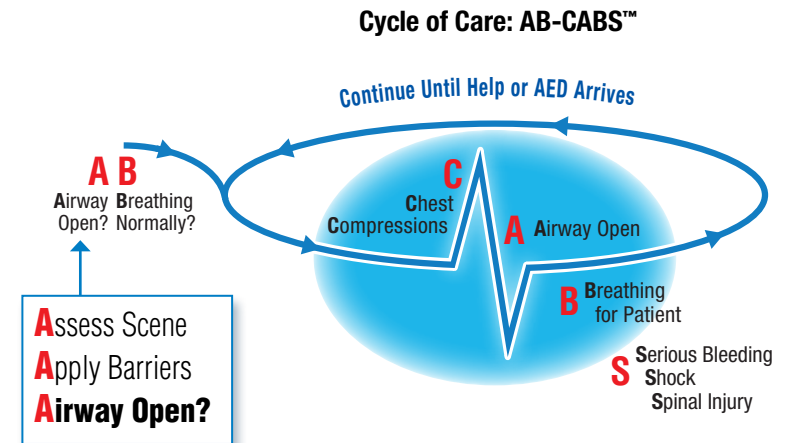 Cycle of Care: AB-CABS™
Continue Until Help or AED Arrives
A B
Airway Breathing
Open? Normally?
C
Chest
Compressions
A Airway Open
B Breathing
for Patient
S Serious Bleeding
Shock
Spinal Injury
Assess Scene
Apply Barriers
Airway Open?